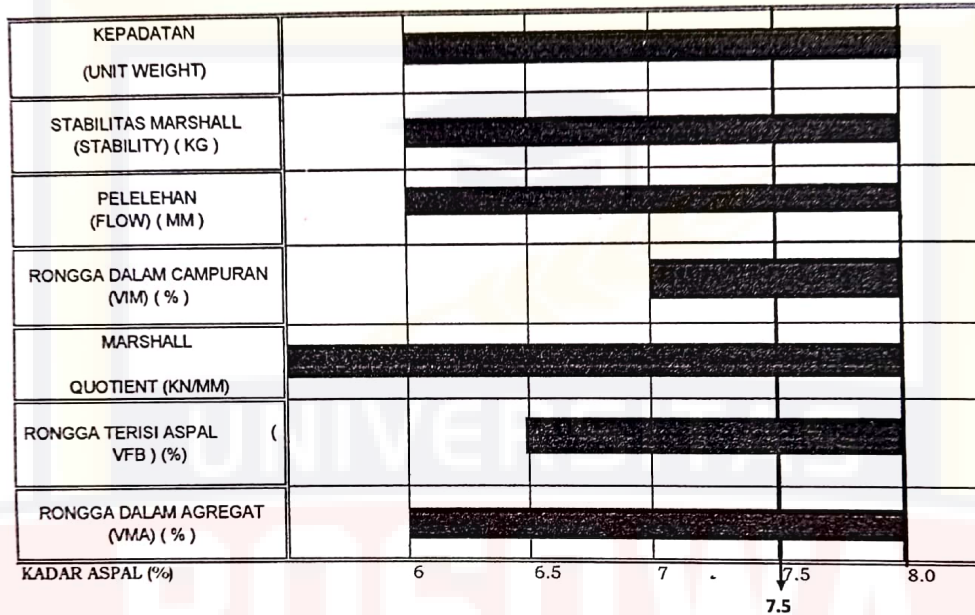 KEPADATAN
(UNIT WEIGHT)
STABILITAS MARSHALL
(STABILITY) ( KG )
PELELEHAN
(FLOW) ( MM )
RONGGA DALAM CAMPURAN
(VIM) ( % )
MARSHALL
QUOTIENT (KN/MM)
RONGGA TERISI ASPAL (
VFB ) (%)
RONGGA DALAM AGREGAT
(VMA) ( % )
KADAR ASPAL (%) 6 6.5 7 7.5 8.0
7.5
UNIVERSITAS
BOSOWA